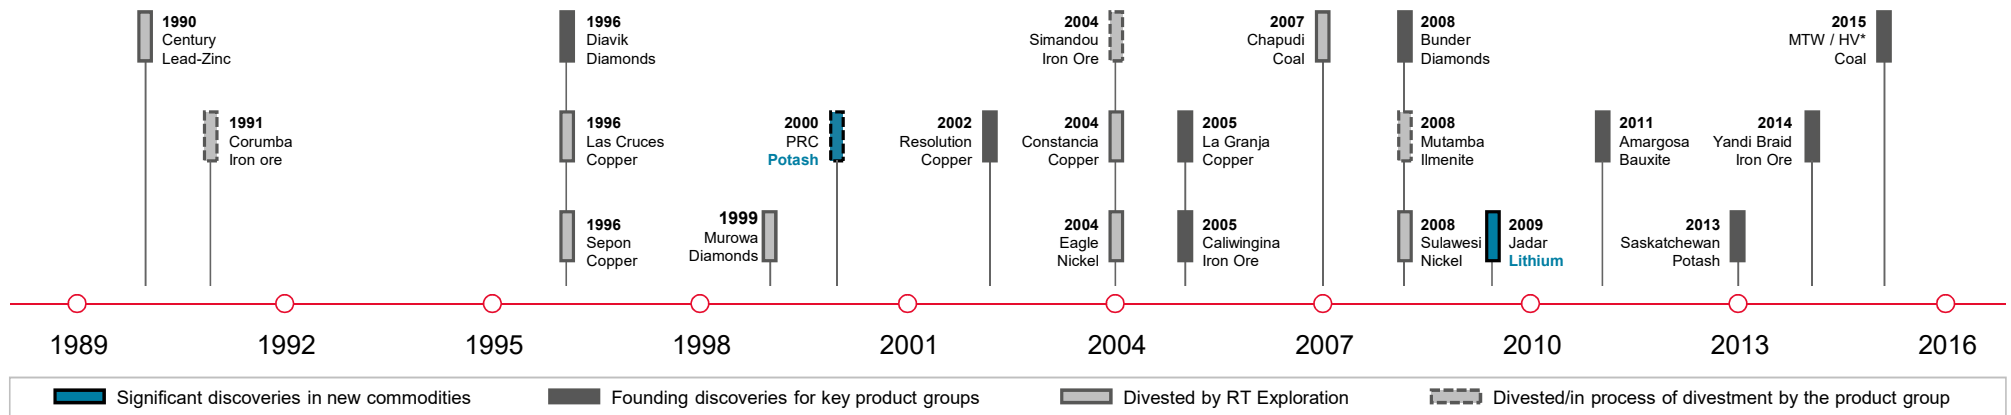 1990
Century
Lead-Zinc
1991
Corumba
Iron ore
1996
Diavik
Diamonds
1996
Las Cruces
Copper
1996
Sepon
Copper
1999
Murowa
Diamonds
2000
PRC
Potash
2002
Resolution
Copper
2004
Simandou
Iron Ore
2004
Constancia
Copper
2004
Eagle
Nickel
2005
La Granja
Copper
2005
Caliwingina
Iron Ore
2007
Chapudi
Coal
2008
Bunder
Diamonds
2008
Mutamba
Ilmenite
2008
Sulawesi
Nickel
2009
Jadar
Lithium
2011
Amargosa
Bauxite
2013
Saskatchewan
Potash
2014
Yandi Braid
Iron Ore
2015
MTW / HV*
Coal
1989 1992 1995 1998 2001 2004 2007 2010 2013 2016
Significant discoveries in new commodities Founding discoveries for key product groups Divested by RT Exploration Divested/in process of divestment by the product group